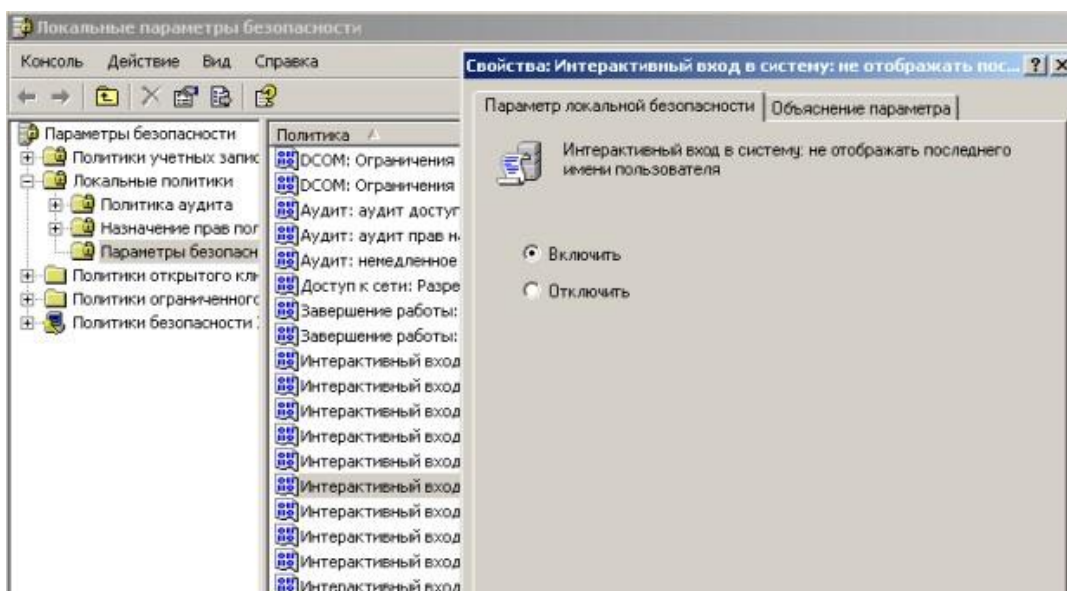 Локальные параметры безопасности
Консоль Действие Вид Справка
Параметры безопасности
Политики учетных запис
Локальные политики
Политика аудита
Назначение прав пол
Параметры безопасн
Политики открытого клю
Политики ограниченного
Политики безопасности
Политика
DCOM: Ограничения
DCOM: Ограничения
Аудит: аудит доступ
Аудит: аудит прав н
Аудит: немедленное
Доступ к сети: Разре
Завершение работы:
Завершение работы:
Интерактивный вход
Интерактивный вход
Интерактивный вход
Интерактивный вход
Интерактивный вход
Интерактивный вход
Интерактивный вход
Интерактивный вход
Интерактивный вход
Интерактивный вход
Свойства: Интерактивный вход в систему: не отображать пос...
Параметр локальной безопасности Объяснение параметра
Интерактивный вход в систему: не отображать последнего
имени пользователя
Включить
Отключить